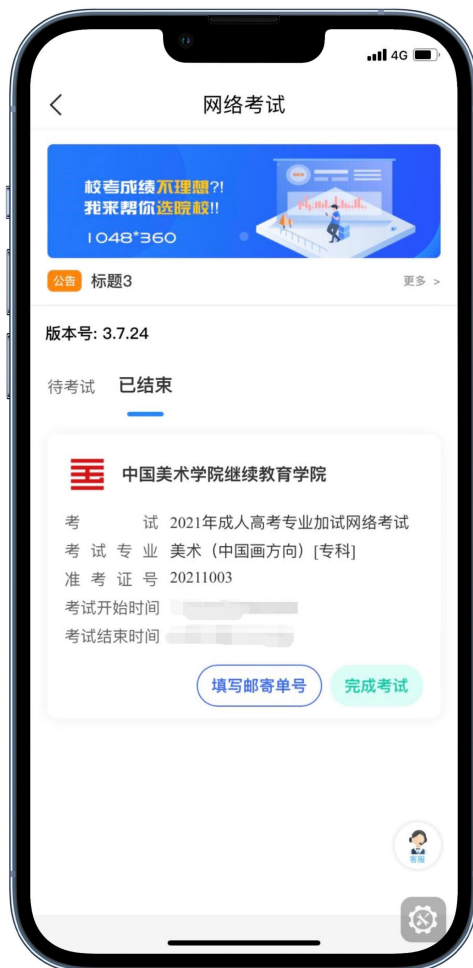 4G
网络考试
校考成绩不理想?!
我来帮你选院校!!
1048*360
公告 标题3 更多 >
版本号: 3.7.24
待考试 已结束
中国美术学院继续教育学院
考 试 2021年成人高考专业加试网络考试
考试专业 美术（中国画方向）[专科]
准考证号 20211003
考试开始时间
考试结束时间
填写邮寄单号 完成考试
客服